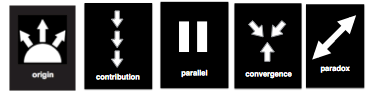 origin
contribution
parallel
convergence
paradox